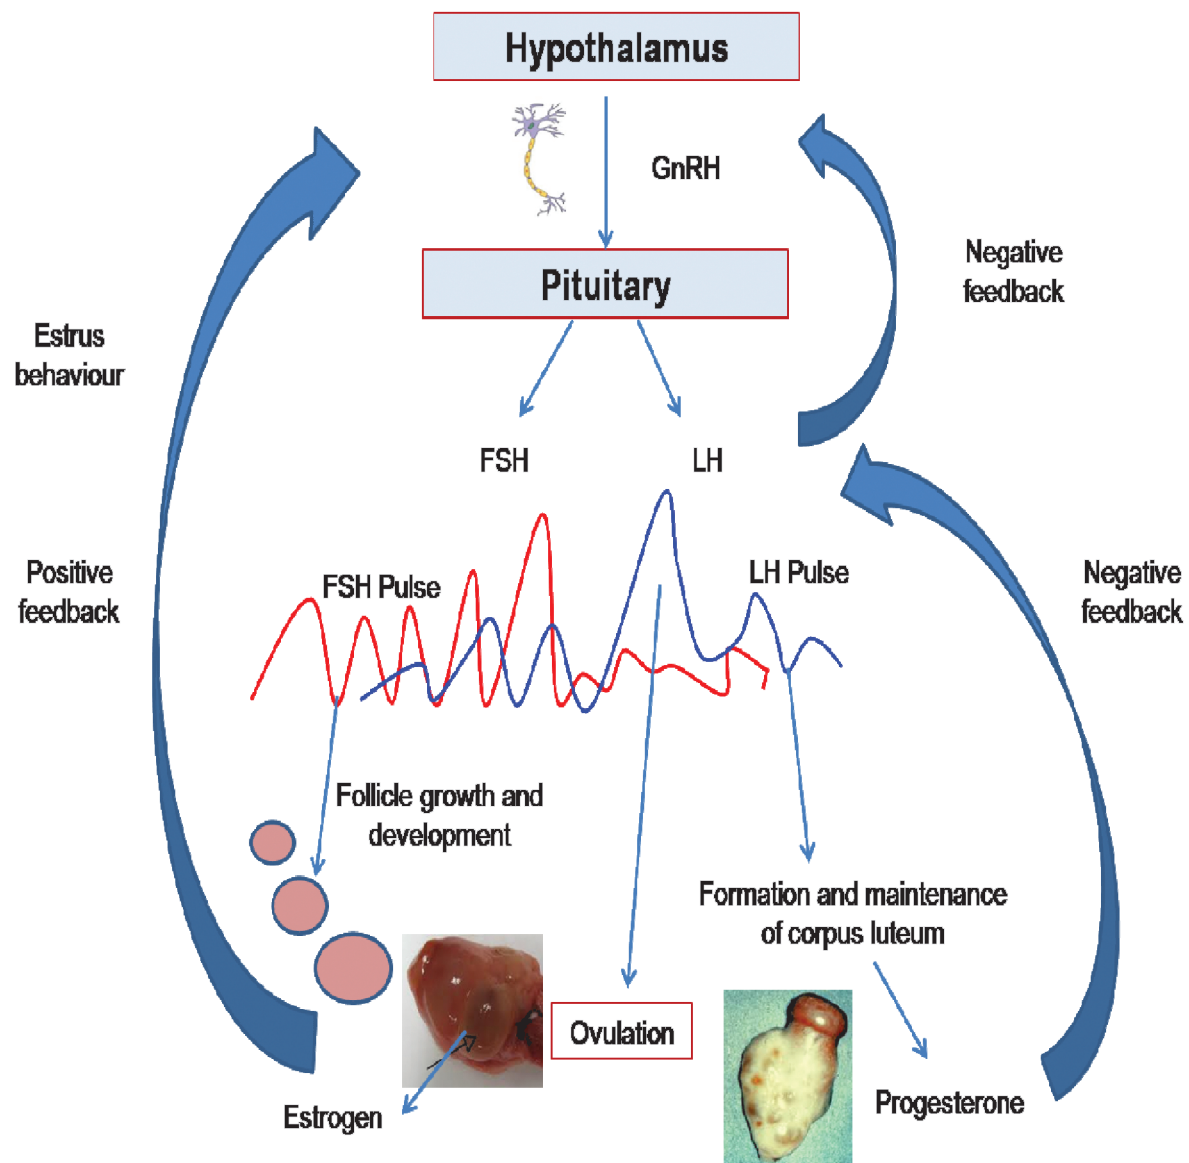 Hypothalamus
GnRH
Pituitary
Negative
feedback
Estrus
behaviour
FSH
LH
Positive
feedback
FSH Pulse
LH Pulse
Negative
feedback
Follicle growth and
development
Formation and maintenance
of corpus luteum
Ovulation
Estrogen
Progesterone